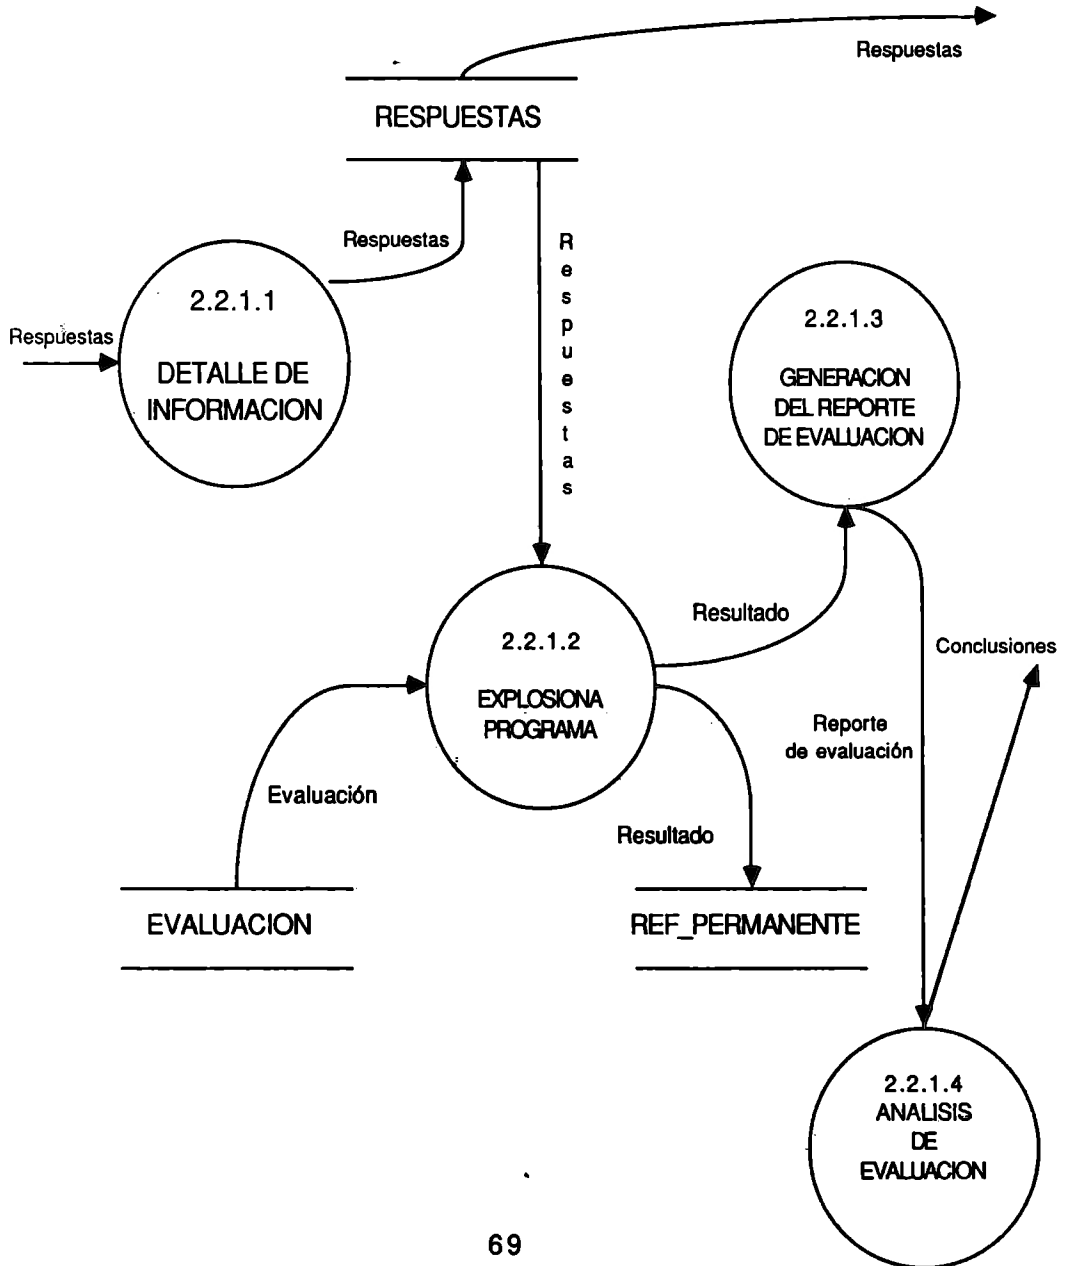 Respuestas
RESPUESTAS
Respuestas
Respuestas
2.2.1.1
DETALLE DE
INFORMACION
Respuestas
2.2.1.3
GENERACION
DEL REPORTE
DE EVALUACION
2.2.1.2
EXPLOSIONA
PROGRAMA
Resultado
Conclusiones
Reporte
de evaluación
Evaluación
Resultado
EVALUACION
REF_PERMANENTE
2.2.1.4
ANALISIS
DE
EVALUACION
69